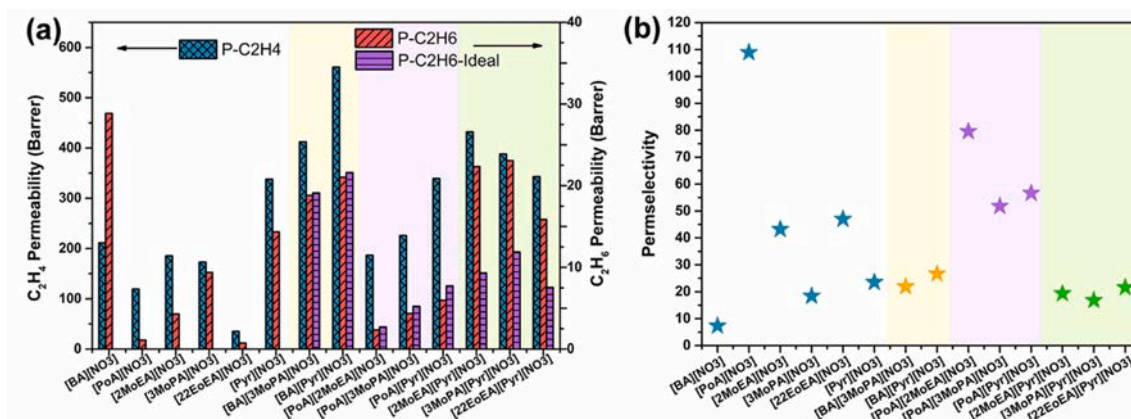 (a)
P-C2H4
P-C2H6
P-C2H6-Ideal
C₂H₄ Permeability (Barrer)
600
500
400
300
200
100
0
40
30
20
10
0
C₂H₆ Permeability (Barrer)
[BA][NO3]
[PoA][NO3]
[2MoEA][NO3]
[3MoPA][NO3]
[22EoEA][NO3]
[Pyr][NO3]
[BA][3MoPA][NO3]
[BA][Pyr][NO3]
[PoA][2MoEA][NO3]
[PoA][3MoPA][NO3]
[PoA][Pyr][NO3]
[2MoEA][Pyr][NO3]
[3MoPA][Pyr][NO3]
[22EoEA][Pyr][NO3]
(b)
Permselectivity
120
110
100
90
80
70
60
50
40
30
20
10
0
[BA][NO3]
[PoA][NO3]
[2MoEA][NO3]
[3MoPA][NO3]
[22EoEA][NO3]
[Pyr][NO3]
[BA][3MoPA][NO3]
[BA][Pyr][NO3]
[PoA][2MoEA][NO3]
[PoA][3MoPA][NO3]
[PoA][Pyr][NO3]
[2MoEA][Pyr][NO3]
[3MoPA][Pyr][NO3]
[22EoEA][Pyr][NO3]